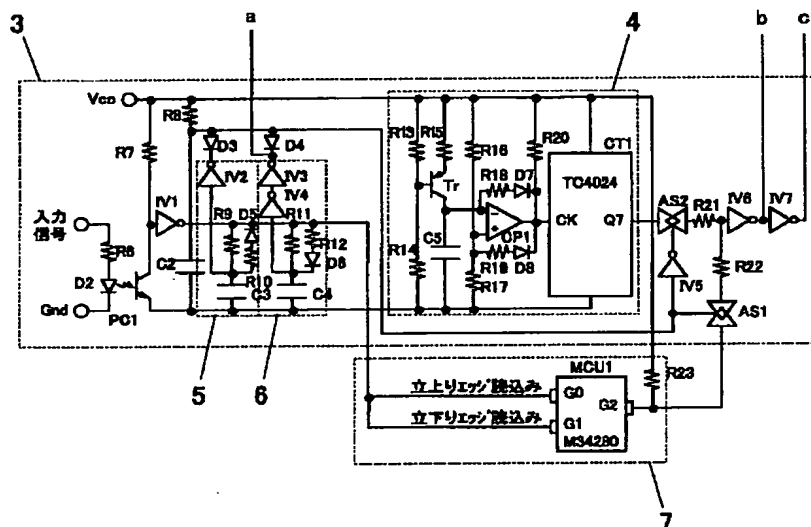 a
3
4
b
c
Vcc
R8
R7
D3
D4
IV2
IV3
IV4
IV1
R9
D5
R11
R12
D6
R10
C3
C4
C2
入力
信号
R6
D2
Gnd
PC1
5
6
R13
R15
R16
R20
CT1
Tr
R18
D7
TC4024
CK
Q7
OP1
C5
R14
R19
D8
R17
AS2
R21
IV6
IV7
IV5
R22
AS1
MCU1
R23
立上りエッジ読込み
G0
G2
立下りエッジ読込み
G1
M34280
7